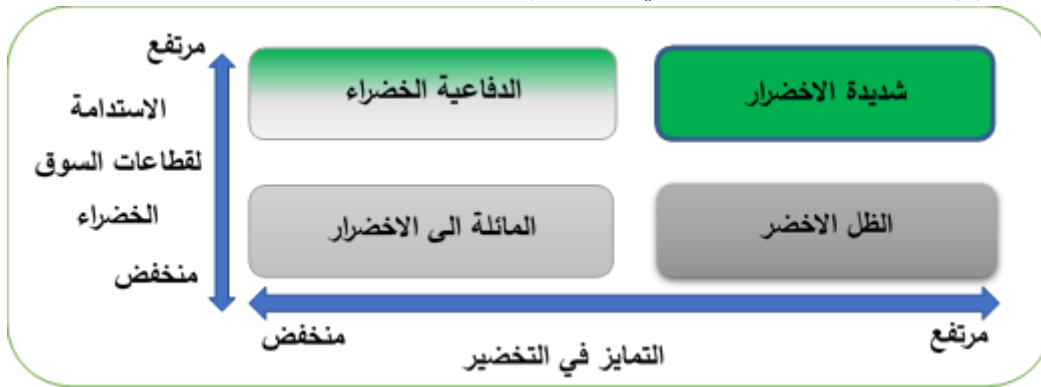 مرتفع
الاستدامة
لقطاعات السوق
الخضراء
منخفض
شديدة الاخضرار
الدفاعية الخضراء
الظل الاخضر
المائلة الى الاخضرار
مرتفع
منخفض
التمايز في التخضير